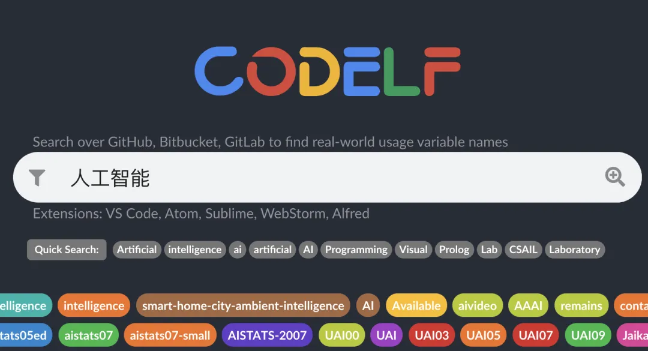 CODELF
Search over GitHub, Bitbucket, GitLab to find real-world usage variable names
人工智能
Extensions: VS Code, Atom, Sublime, WebStorm, Alfred
Quick Search: Artificial intelligence ai artificial AI Programming Visual Prolog Lab CSAIL Laboratory
elligence intelligence smart-home-city-ambient-intelligence AI Available aivideo AAAI remains conta
tats05ed aistats07 aistats07-small AISTATS-2007 UAI00 UAI UAI03 UAI05 UAI07 UAI09 Jaika